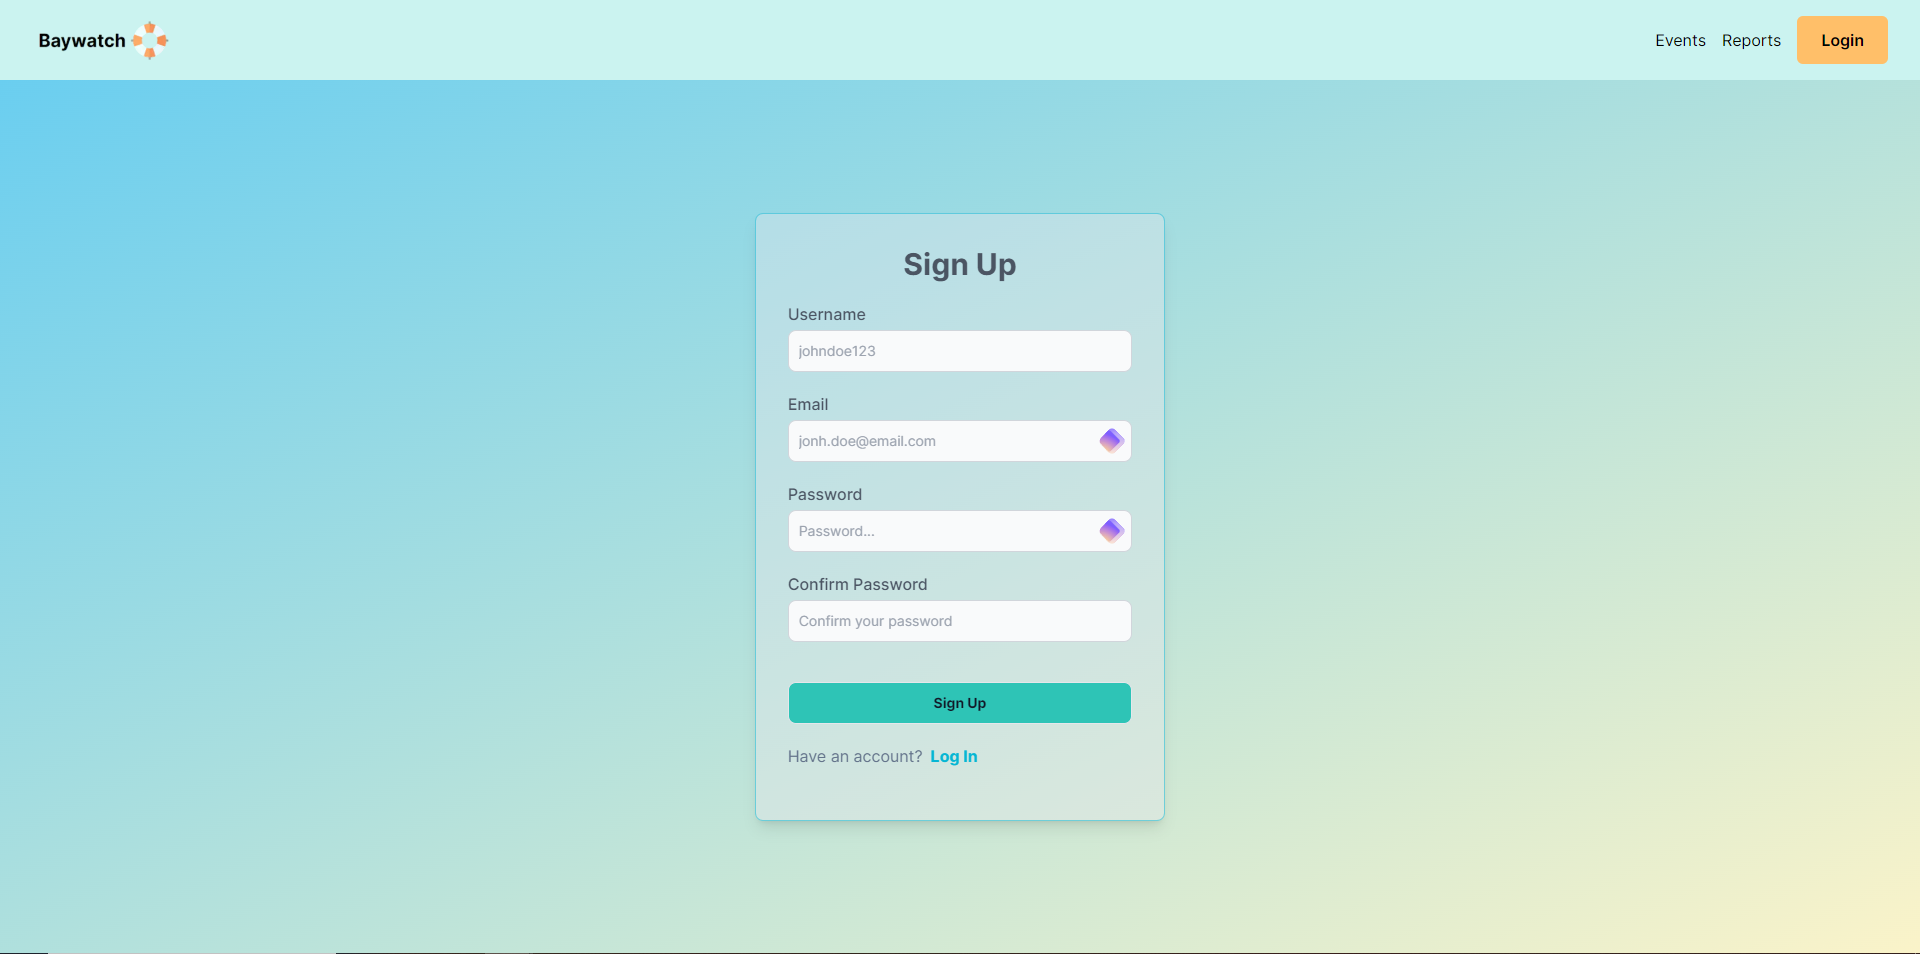 Baywatch
Events
Reports
Login
Sign Up
Username
johndoe123
Email
jonh.doe@email.com
Password
Password...
Confirm Password
Confirm your password
Sign Up
Have an account? Log In